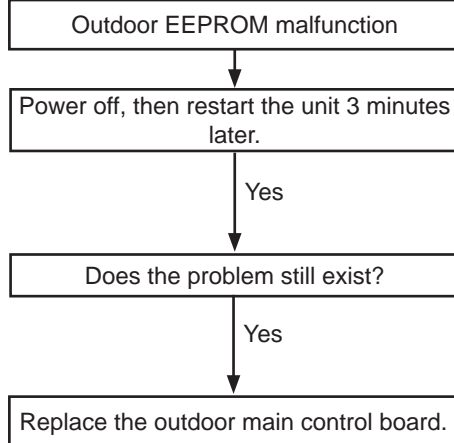 Outdoor EEPROM malfunction
Power off, then restart the unit 3 minutes
later.
Yes
Does the problem still exist?
Yes
Replace the outdoor main control board.